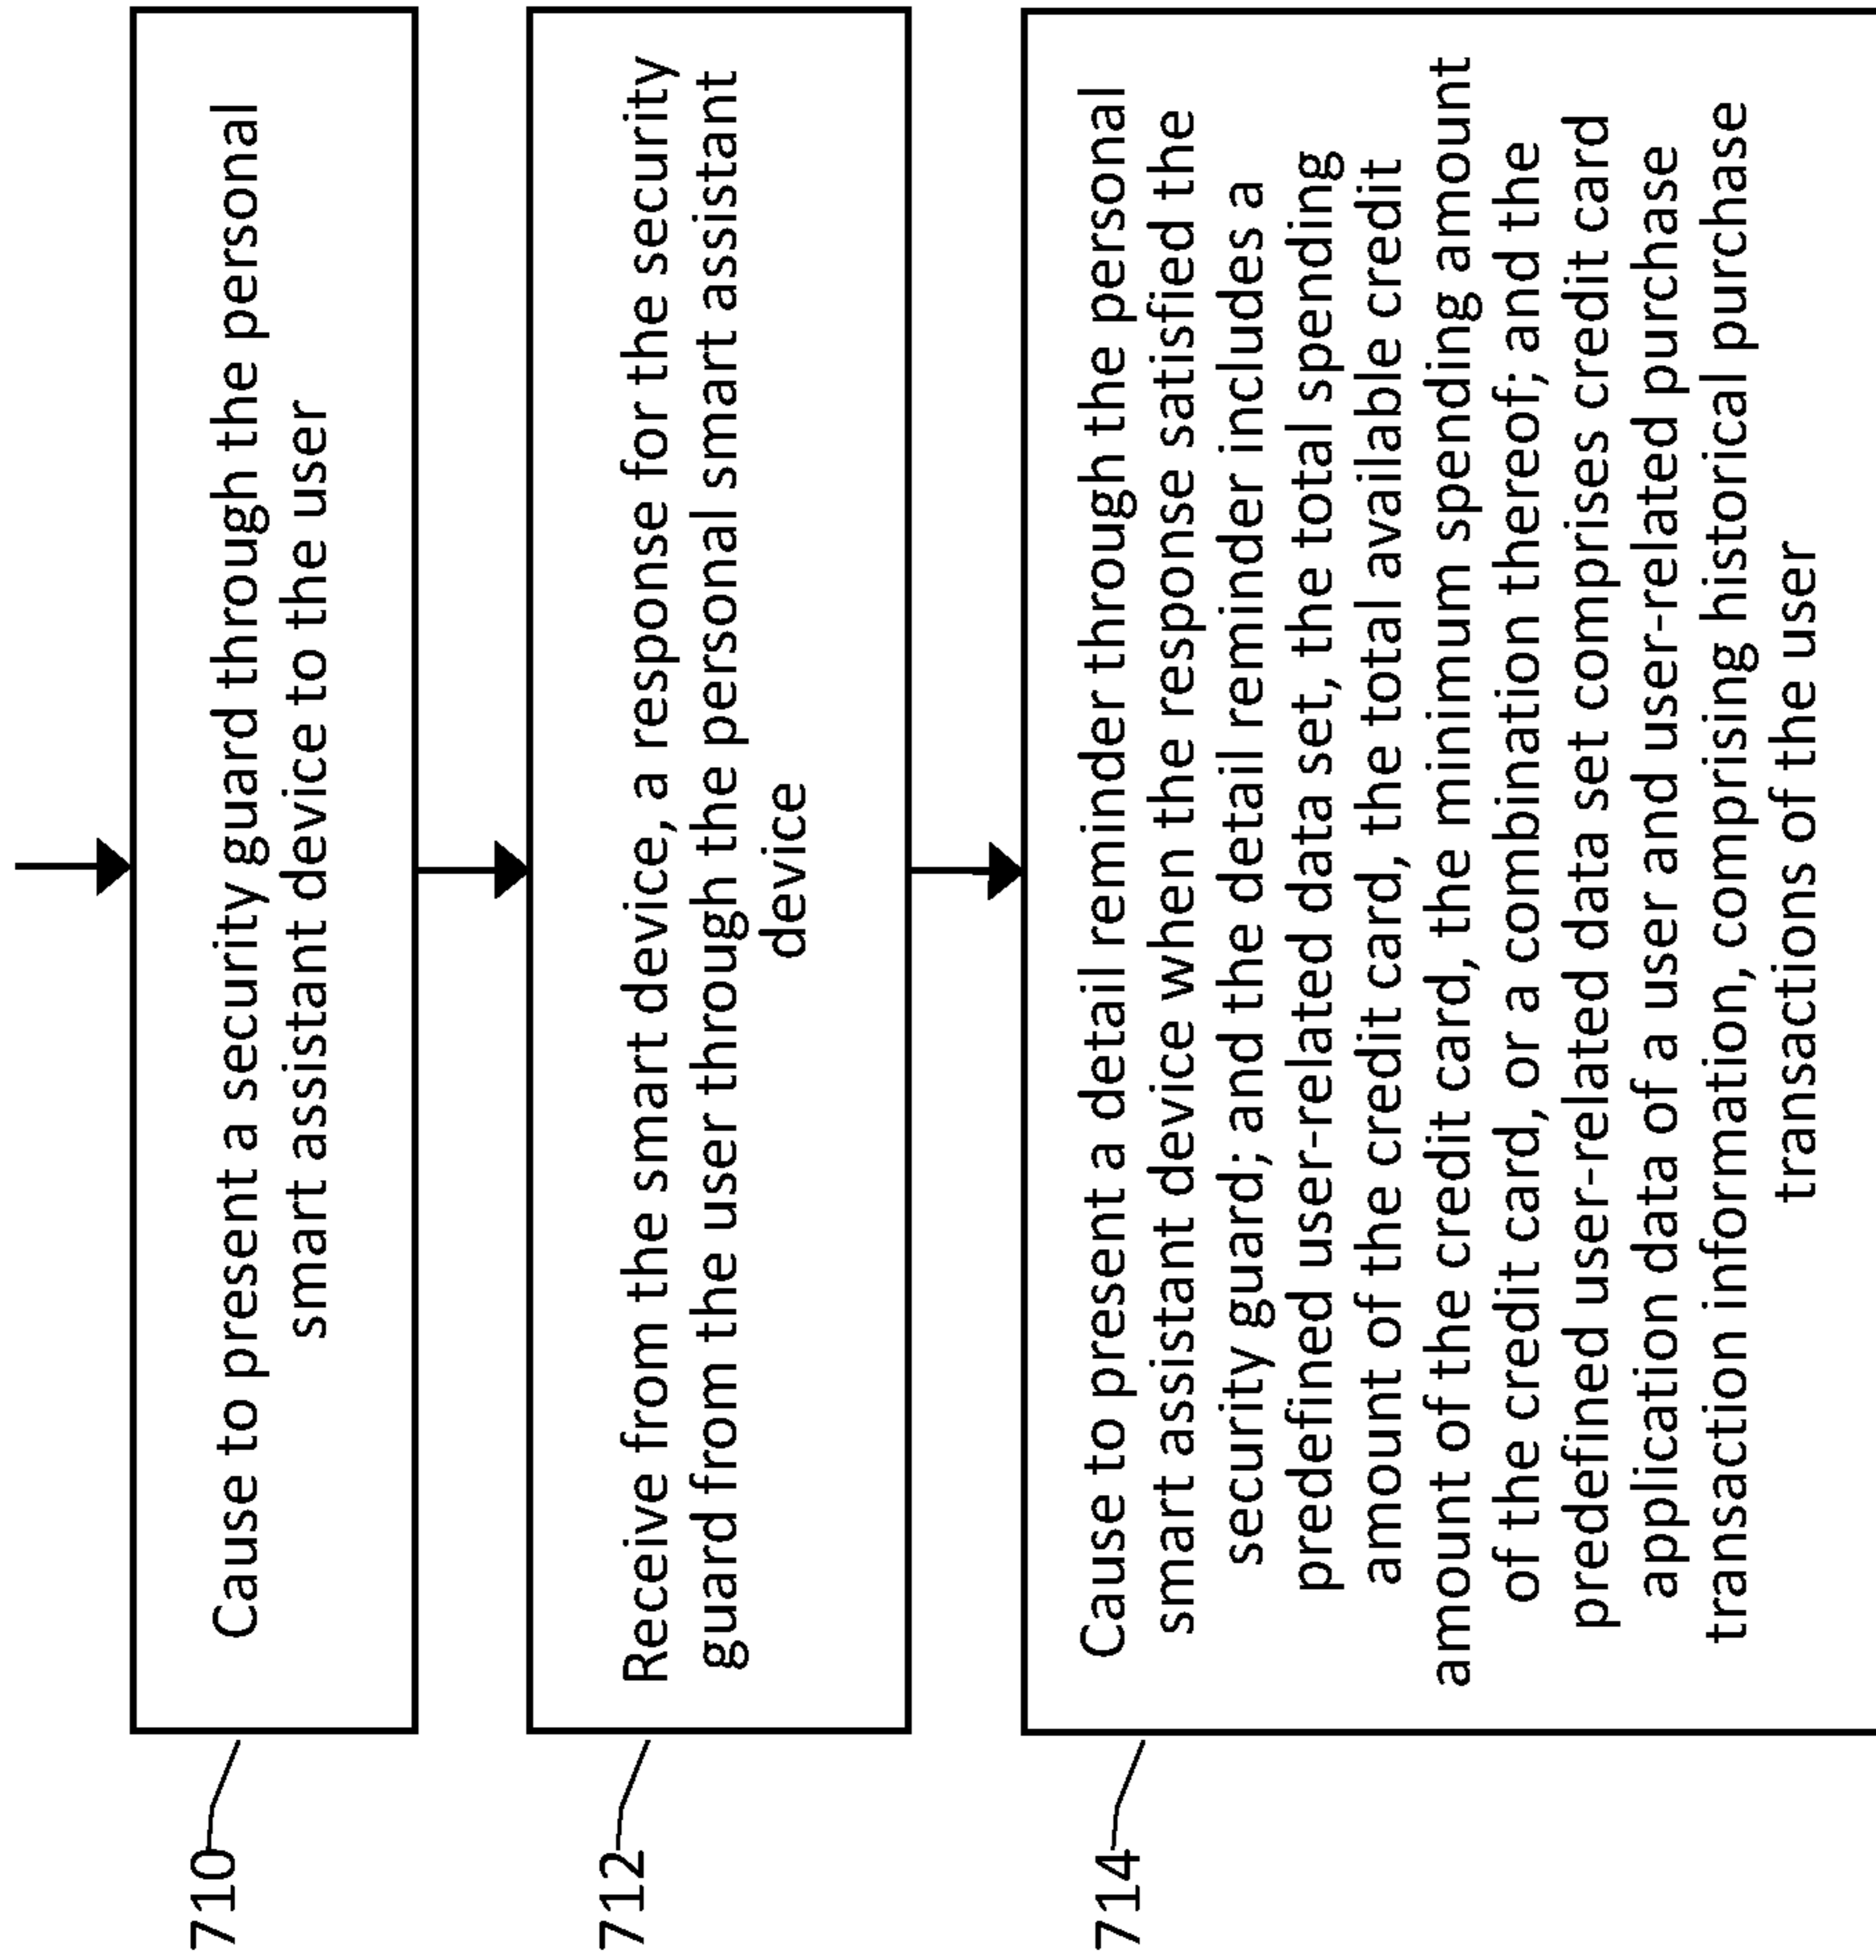 710
Cause to present a security guard through the personal
smart assistant device to the user
712
Receive from the smart device, a response for the security
guard from the user through the personal smart assistant
device
714
Cause to present a detail reminder through the personal
smart assistant device when the response satisfied the
security guard; and the detail reminder includes a
predefined user-related data set, the total spending
amount of the credit card, the total available credit
amount of the credit card, the minimum spending amount
of the credit card, or a combination thereof; and the
predefined user-related data set comprises credit card
application data of a user and user-related purchase
transaction information, comprising historical purchase
transactions of the user